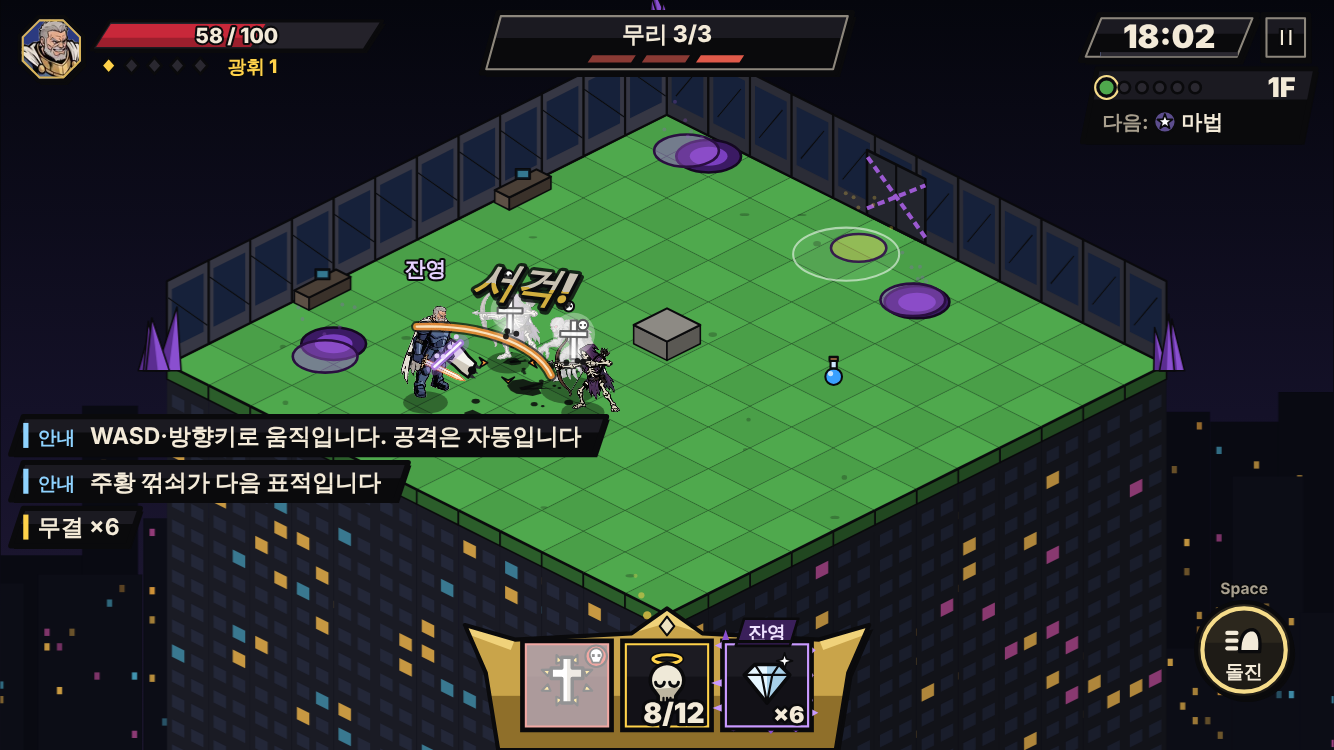 58 / 100
광휘 1
무리 3/3
18:02
1F
다음: 마법
잔영
서걱!
안내 WASD·방향키로 움직입니다. 공격은 자동입니다
안내 주황 꺾쇠가 다음 표적입니다
무결 ×6
Space
돌진
잔영
8/12
×6